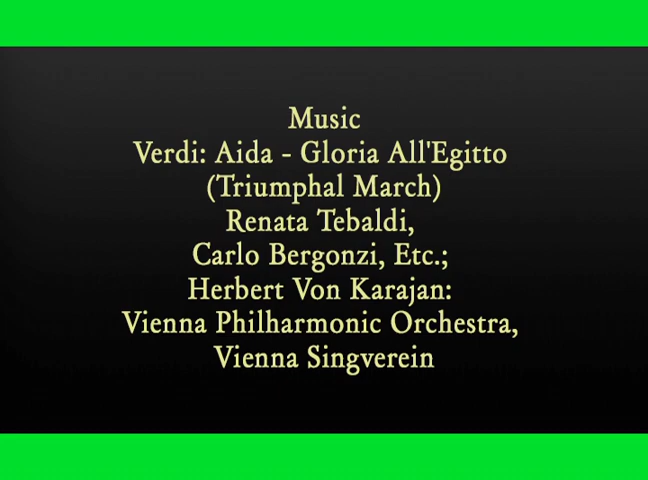 Music
Verdi: Aida - Gloria All'Egitto
(Triumphal March)
Renata Tebaldi,
Carlo Bergonzi, Etc.;
Herbert Von Karajan:
Vienna Philharmonic Orchestra,
Vienna Singverein